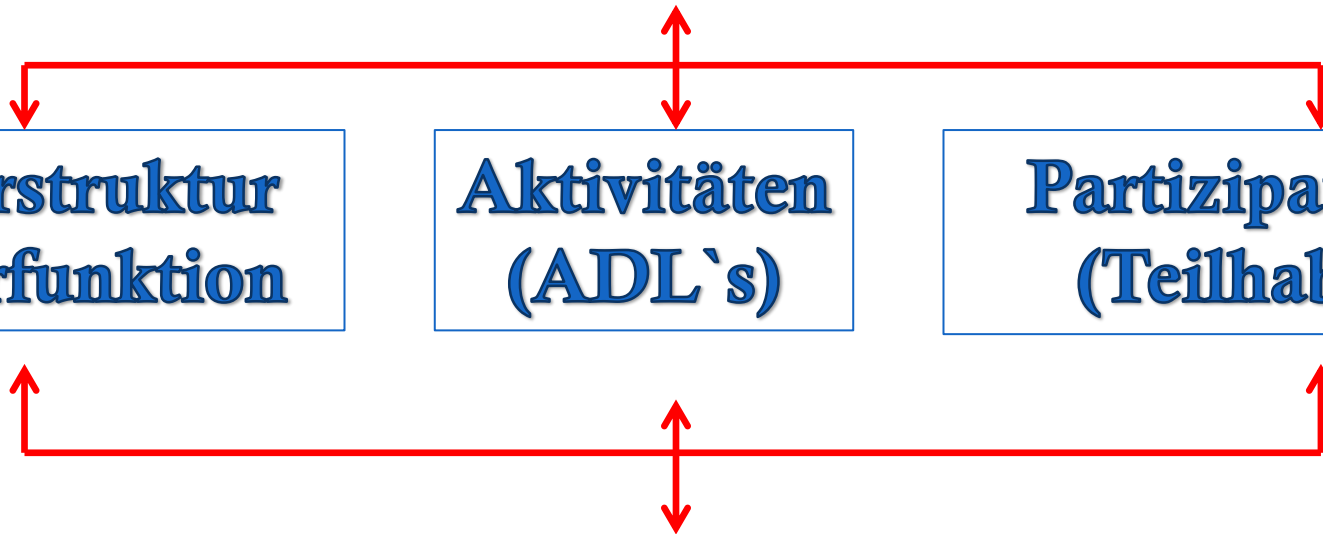 rstruktur
rfunktion
Aktivitäten
(ADL`s)
Partizipa
(Teilhab